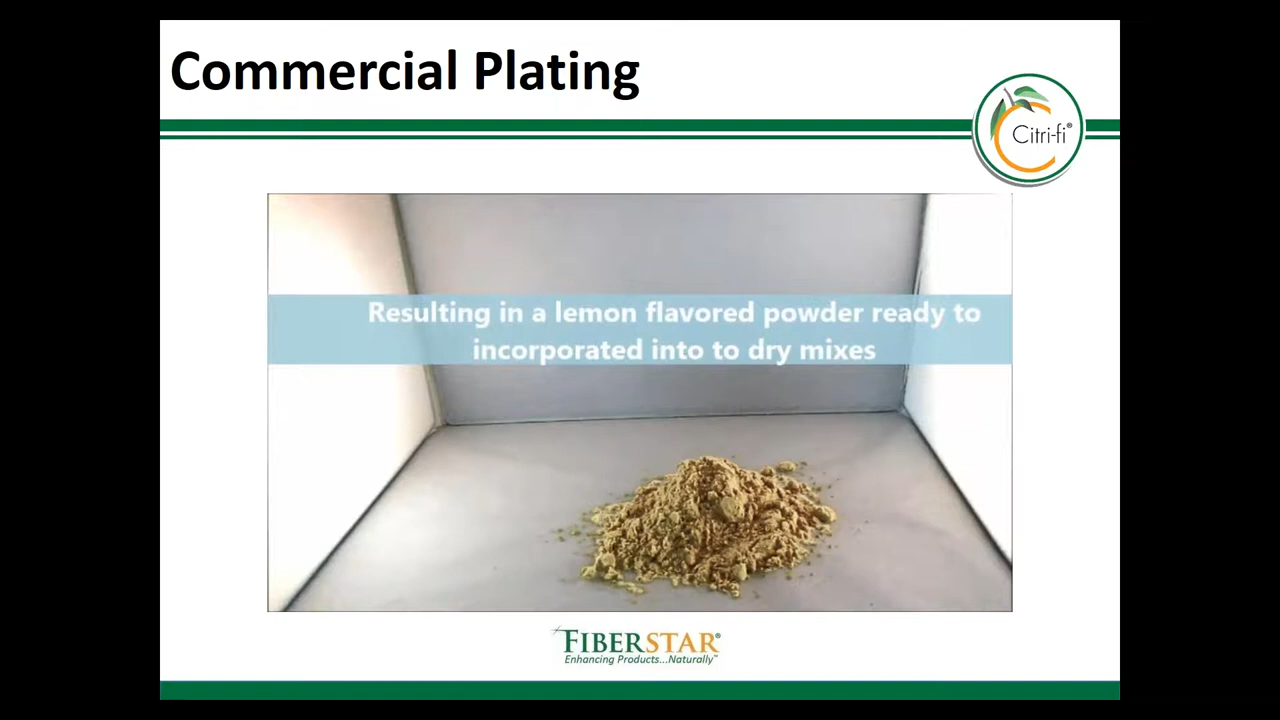 Commercial Plating
Citri-fi®
Resulting in a lemon flavored powder ready to
incorporated into to dry mixes
FIBERSTAR®
Enhancing Products...Naturally™